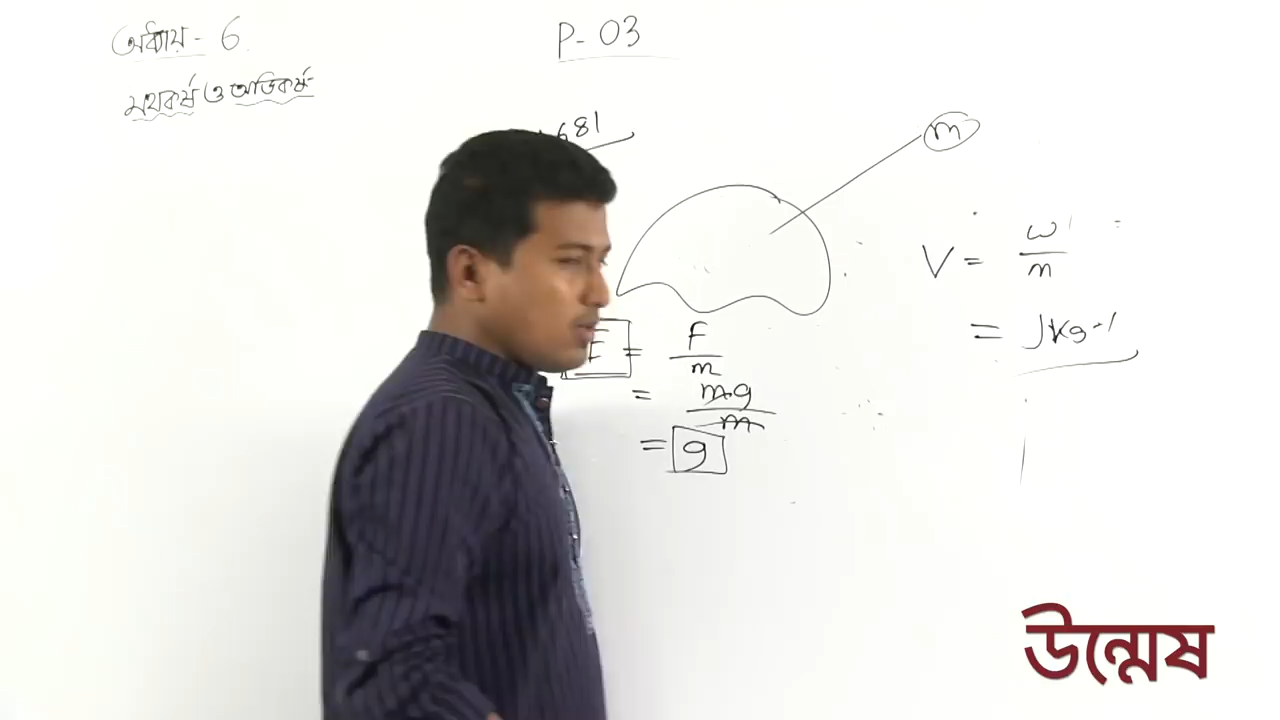 অধ্যায় - 6
P- 03
মহাকর্ষ ও অভিকর্ষ
681
m
V = W/m
= Jkg-1
E = F/m
= mg/m
= g
উন্মেষ